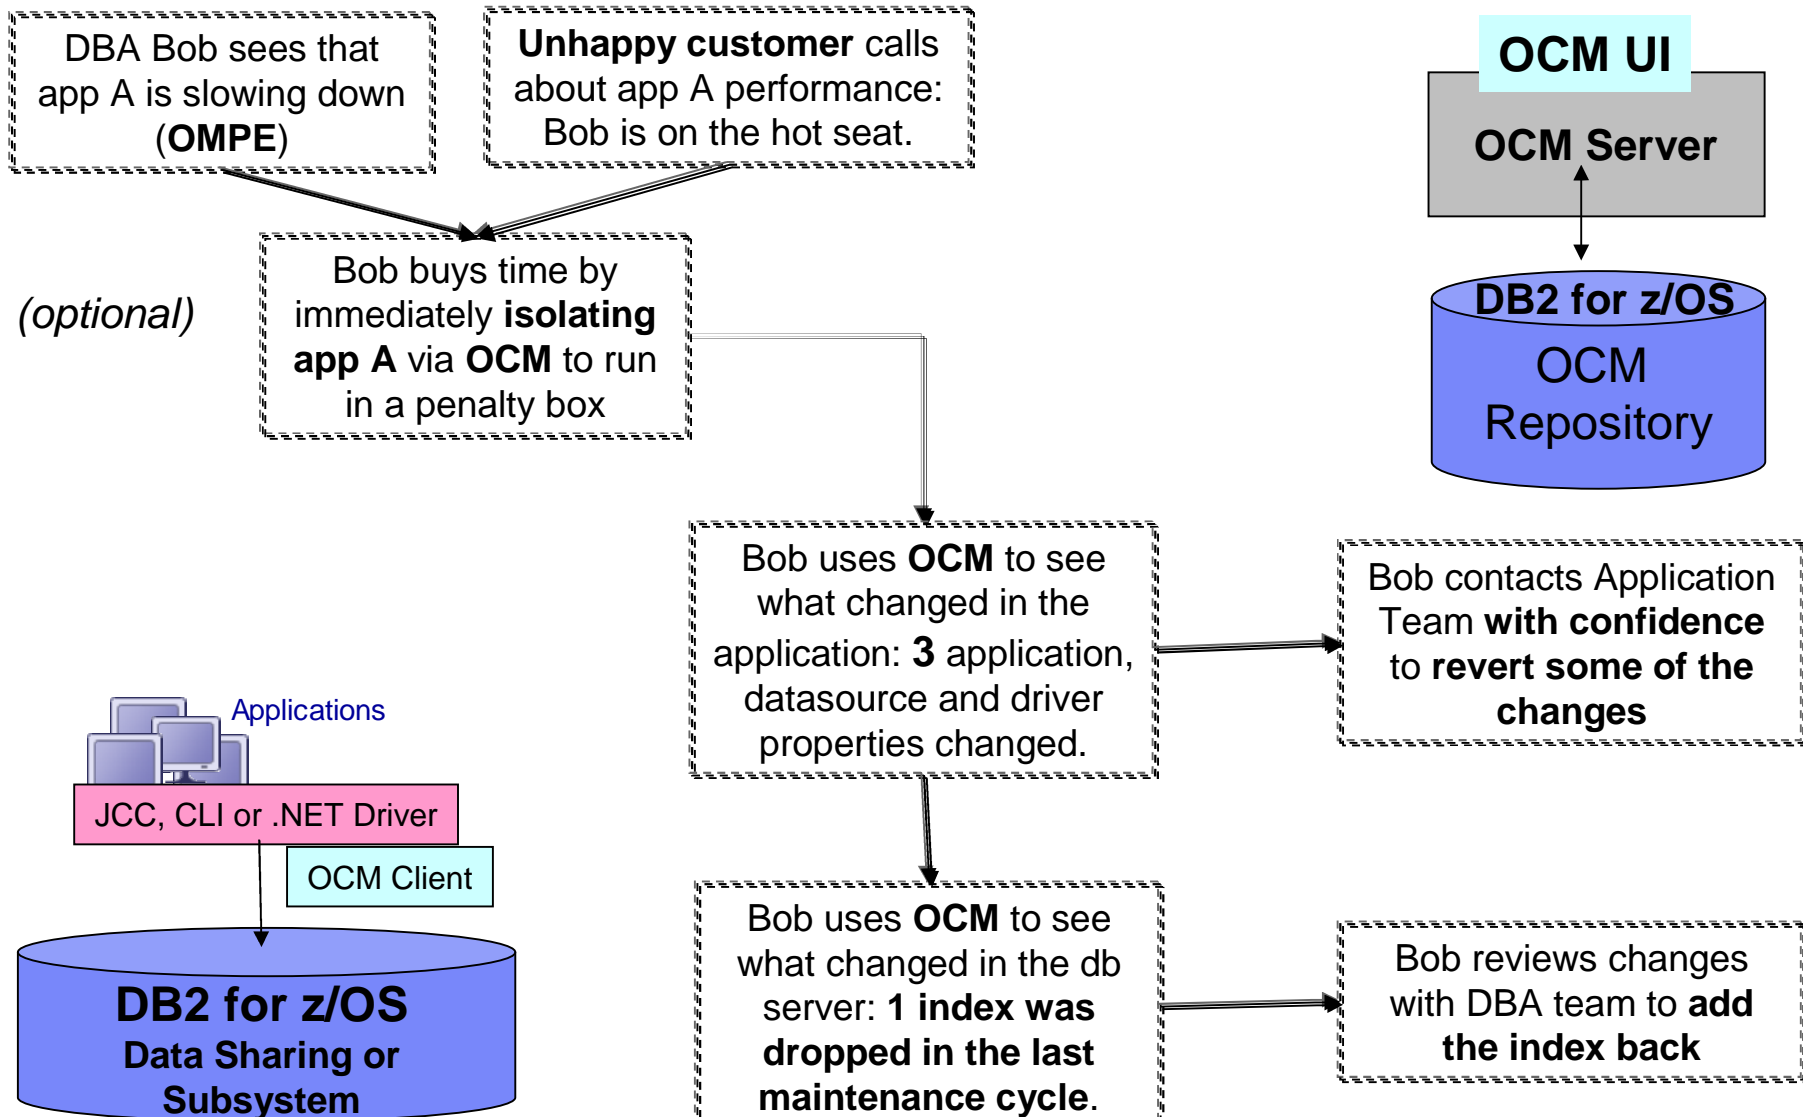 DBA Bob sees that
app A is slowing down
(OMPE)
Unhappy customer calls
about app A performance:
Bob is on the hot seat.
OCM UI
OCM Server
DB2 for z/OS
OCM
Repository
(optional)
Bob buys time by
immediately isolating
app A via OCM to run
in a penalty box
Bob uses OCM to see
what changed in the
application: 3 application,
datasource and driver
properties changed.
Bob contacts Application
Team with confidence
to revert some of the
changes
Applications
JCC, CLI or .NET Driver
OCM Client
DB2 for z/OS
Data Sharing or
Subsystem
Bob uses OCM to see
what changed in the db
server: 1 index was
dropped in the last
maintenance cycle.
Bob reviews changes
with DBA team to add
the index back